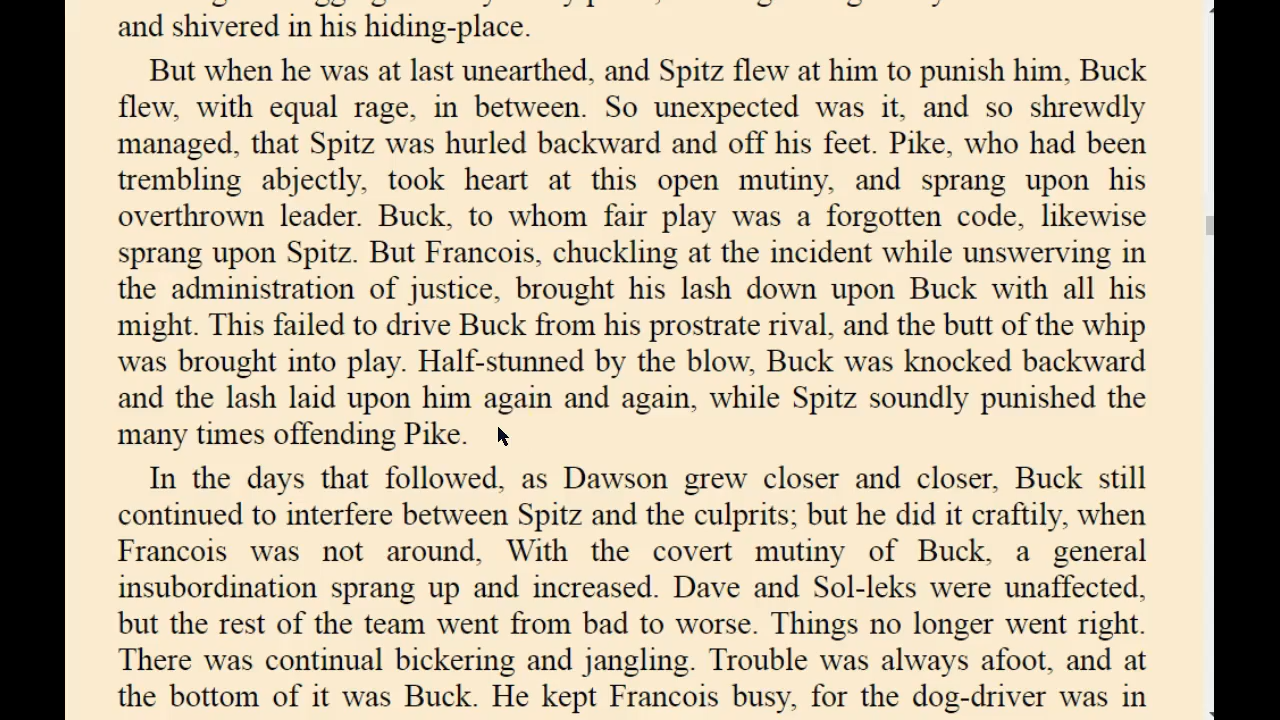 and shivered in his hiding-place.
But when he was at last unearthed, and Spitz flew at him to punish him, Buck
flew, with equal rage, in between. So unexpected was it, and so shrewdly
managed, that Spitz was hurled backward and off his feet. Pike, who had been
trembling abjectly, took heart at this open mutiny, and sprang upon his
overthrown leader. Buck, to whom fair play was a forgotten code, likewise
sprang upon Spitz. But Francois, chuckling at the incident while unswerving in
the administration of justice, brought his lash down upon Buck with all his
might. This failed to drive Buck from his prostrate rival, and the butt of the whip
was brought into play. Half-stunned by the blow, Buck was knocked backward
and the lash laid upon him again and again, while Spitz soundly punished the
many times offending Pike.
In the days that followed, as Dawson grew closer and closer, Buck still
continued to interfere between Spitz and the culprits; but he did it craftily, when
Francois was not around, With the covert mutiny of Buck, a general
insubordination sprang up and increased. Dave and Sol-leks were unaffected,
but the rest of the team went from bad to worse. Things no longer went right.
There was continual bickering and jangling. Trouble was always afoot, and at
the bottom of it was Buck. He kept Francois busy, for the dog-driver was in